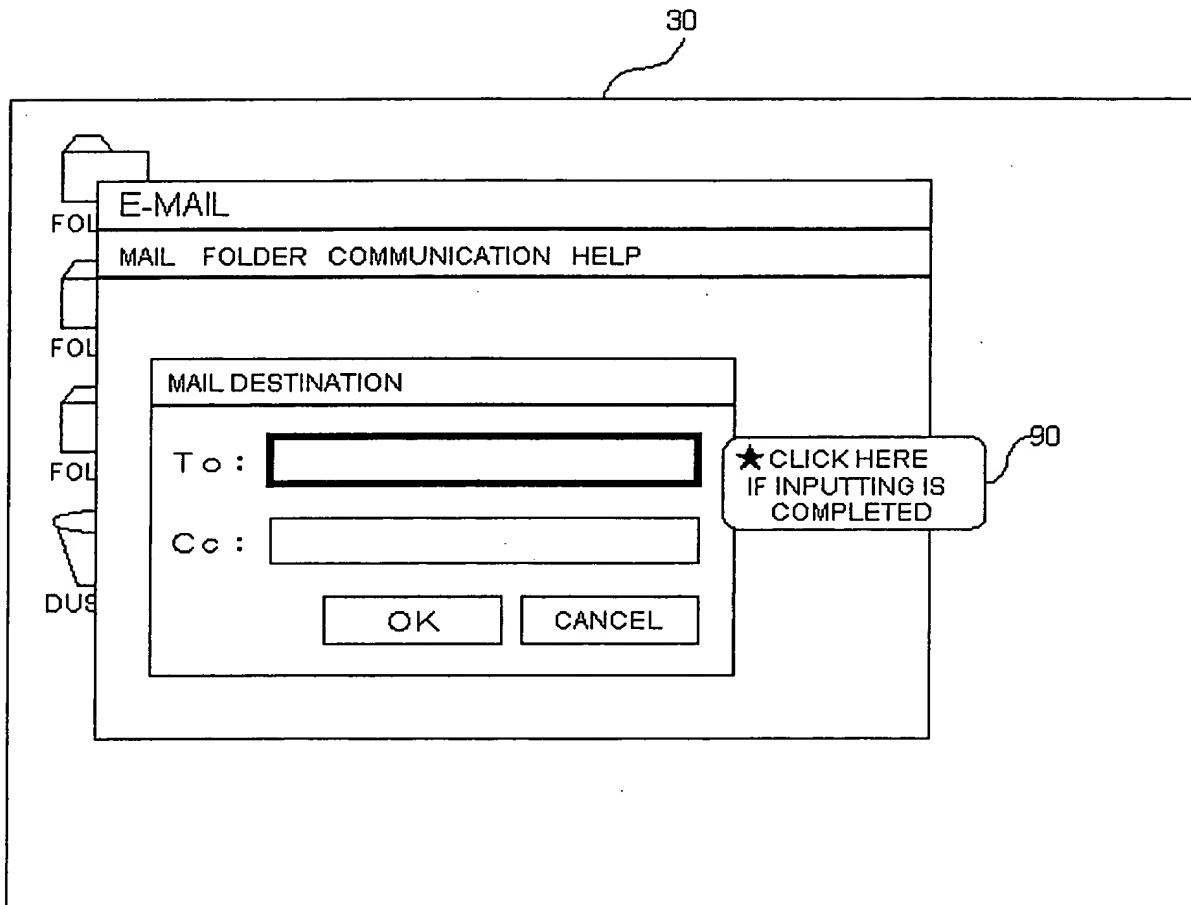 30
E-MAIL
FOL
MAIL FOLDER COMMUNICATION HELP
FOL
MAIL DESTINATION
To:
★CLICK HERE
IF INPUTTING IS
COMPLETED
90
FOL
Cc:
DUS
OK CANCEL